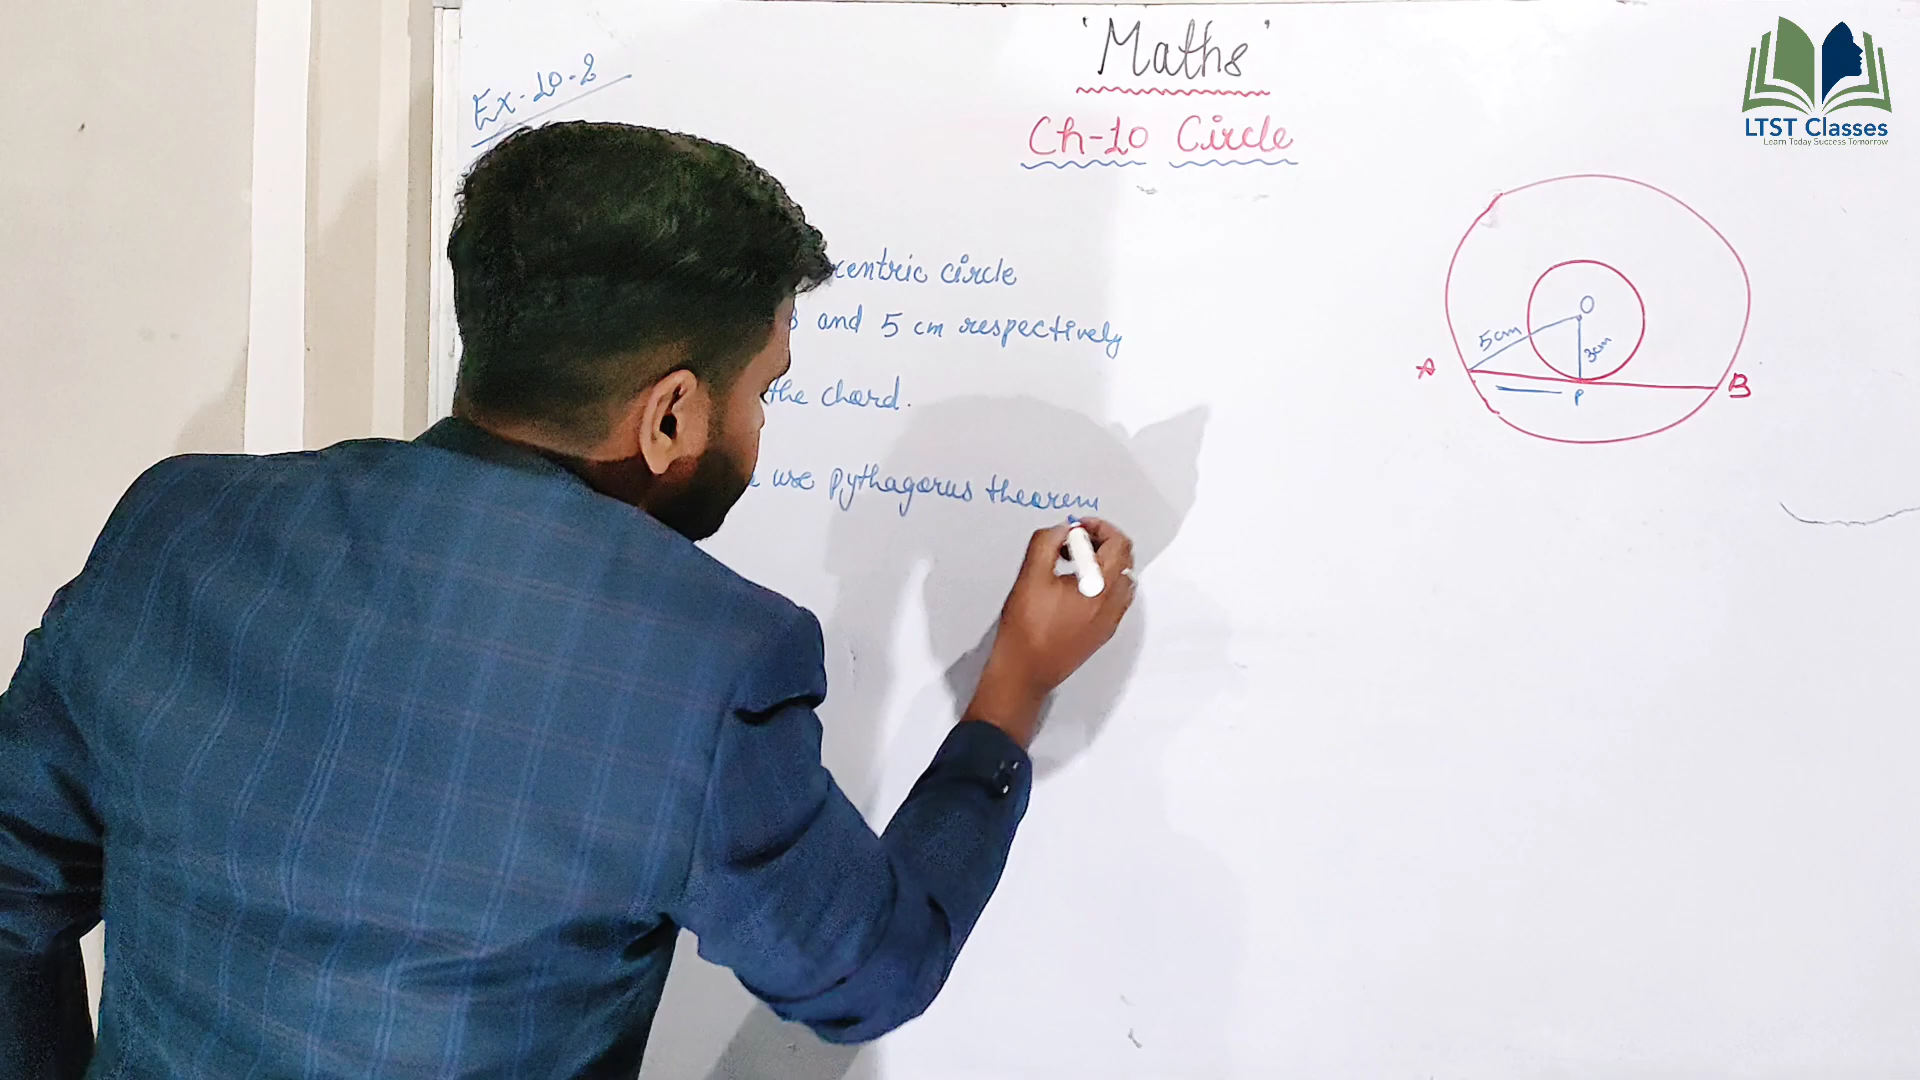 'Maths'
Ex-10-2
Ch-10 Circle
centric circle
3 and 5 cm respectively
the chord.
use pythagorus theorem
O
5cm
3cm
A
P
B
LTST Classes
Learn Today Success Tomorrow